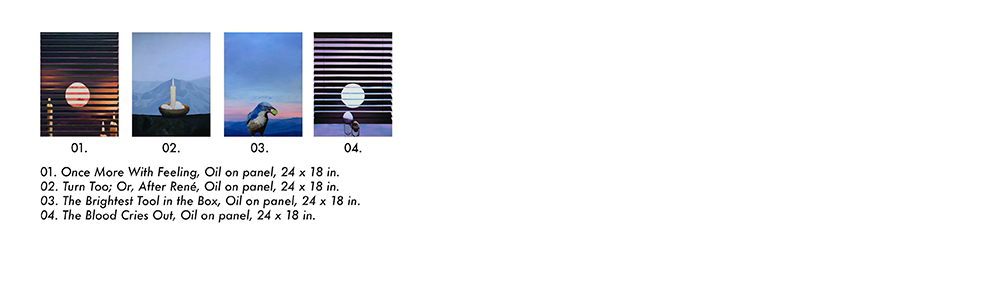 01. 02. 03. 04.
01. Once More With Feeling, Oil on panel, 24 x 18 in.
02. Turn Too; Or, After René, Oil on panel, 24 x 18 in.
03. The Brightest Tool in the Box, Oil on panel, 24 x 18 in.
04. The Blood Cries Out, Oil on panel, 24 x 18 in.